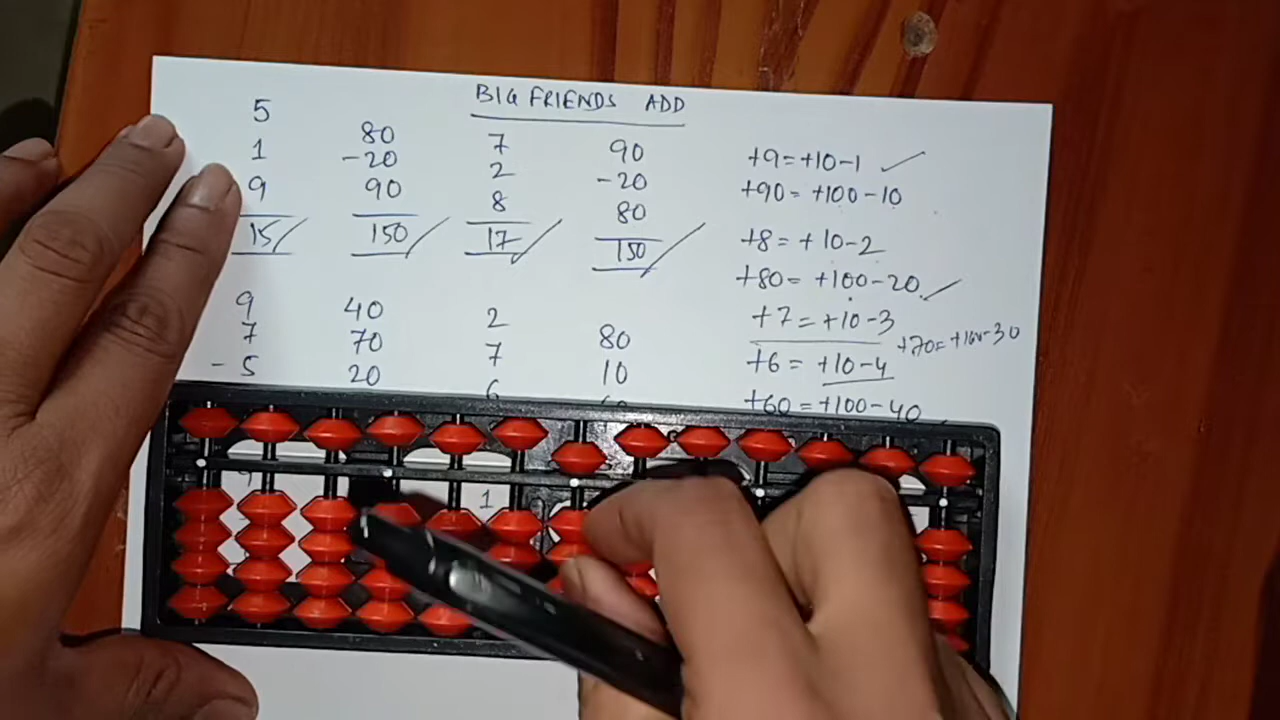 BIG FRIENDS ADD
5 80 7 90
1 -20 2 -20
9 90 8 80
15 150 17 150
9 40 2 80
7 70 7 10
- 5 20 6
1
+9=+10-1
+90= +100-10
+8= +10-2
+80= +100-20
+7=+10-3
+70=+100-30
+6= +10-4
+60=+100-40